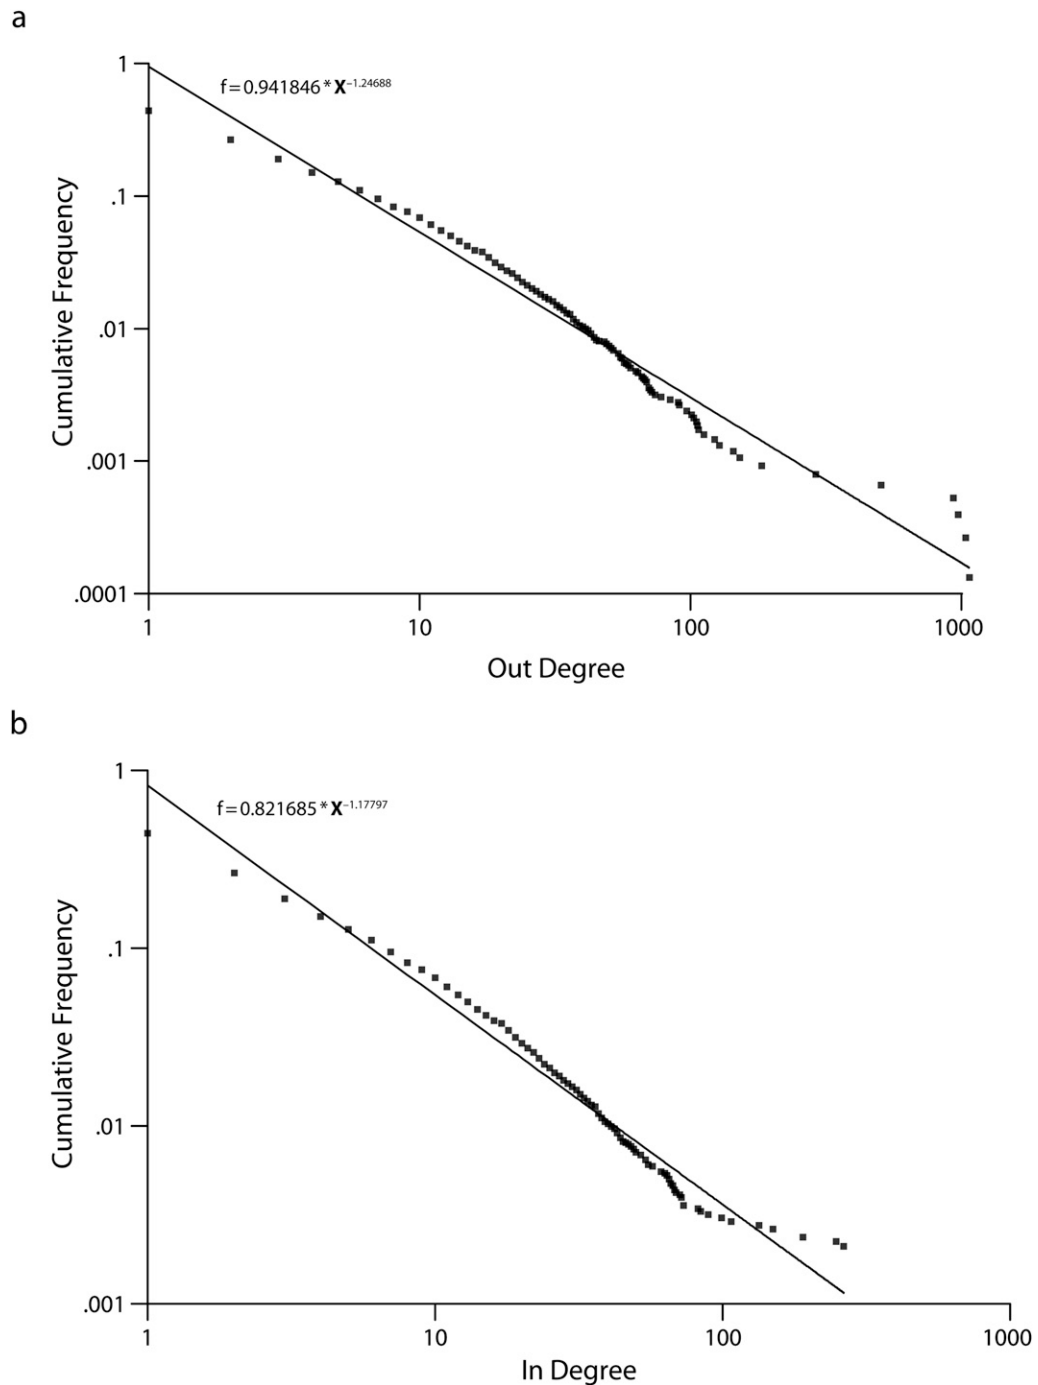 a
1
f=0.941846*X−1.24688
.1
Cumulative Frequency
.01
.001
.0001
1 10 100 1000
Out Degree
b
1
f=0.821685*X−1.17797
.1
Cumulative Frequency
.01
.001
1 10 100 1000
In Degree